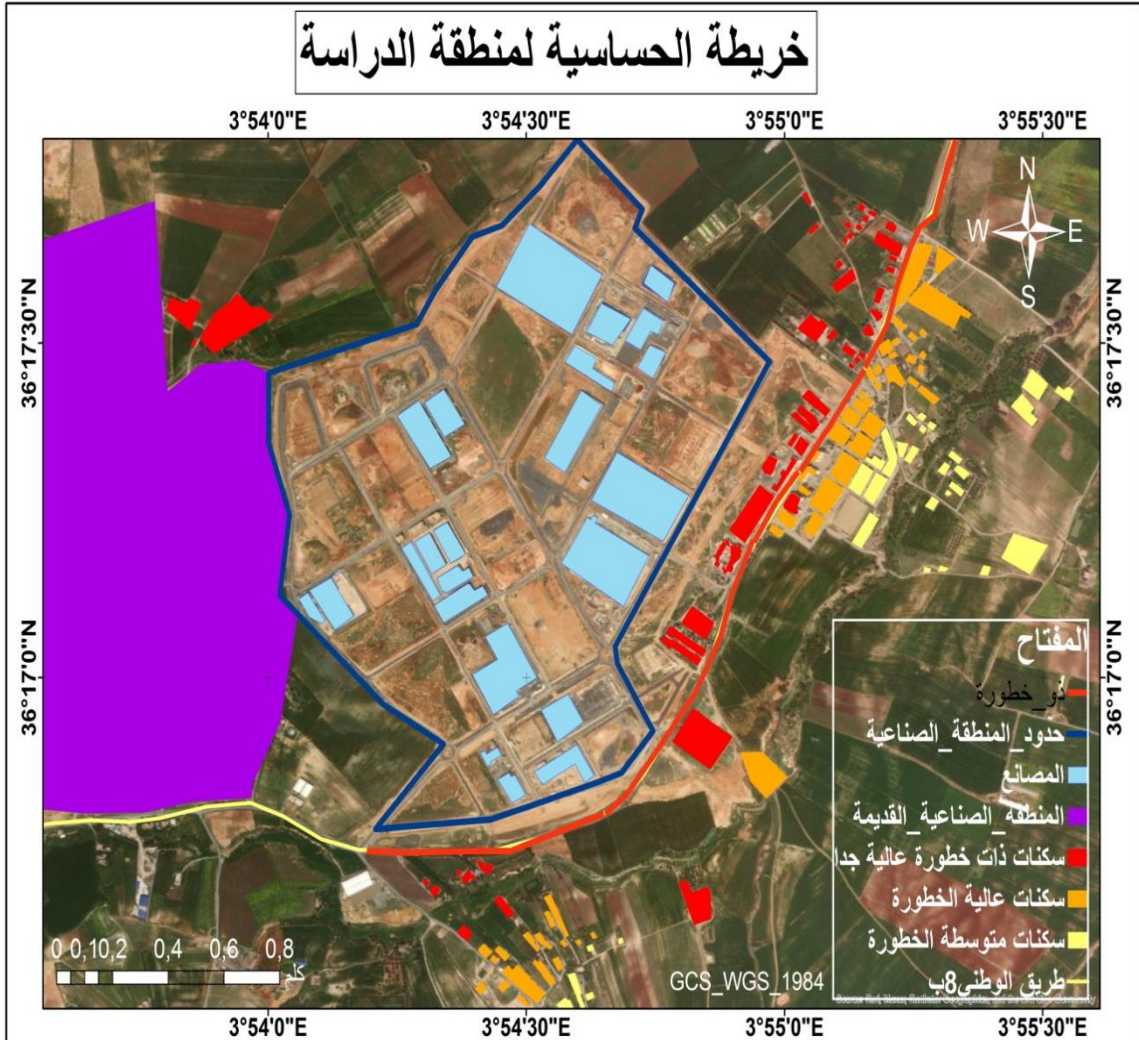 خريطة الحساسية لمنطقة الدراسة
3°54'0"E 3°54'30"E 3°55'0"E 3°55'30"E
N
W E
S
36°17'30"N 36°17'30"N
36°17'0"N 36°17'0"N
المفتاح
ذو_خطورة
حدود_المنطقة_الصناعية
المصانع
المنطقة_الصناعية_القديمة
سكنات ذات خطورة عالية جدا
سكنات عالية الخطورة
سكنات متوسطة الخطورة
طريق الوطني8ب
0 0,10,2 0,4 0,6 0,8
كلم
GCS_WGS_1984
3°54'0"E 3°54'30"E 3°55'0"E 3°55'30"E